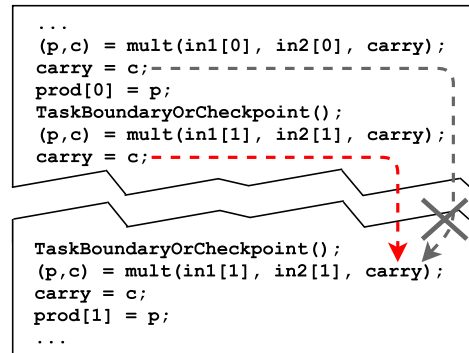 ...
(p,c) = mult(in1[0], in2[0], carry);
carry = c;
prod[0] = p;
TaskBoundaryOrCheckpoint();
(p,c) = mult(in1[1], in2[1], carry);
carry = c;
TaskBoundaryOrCheckpoint();
(p,c) = mult(in1[1], in2[1], carry);
carry = c;
prod[1] = p;
...